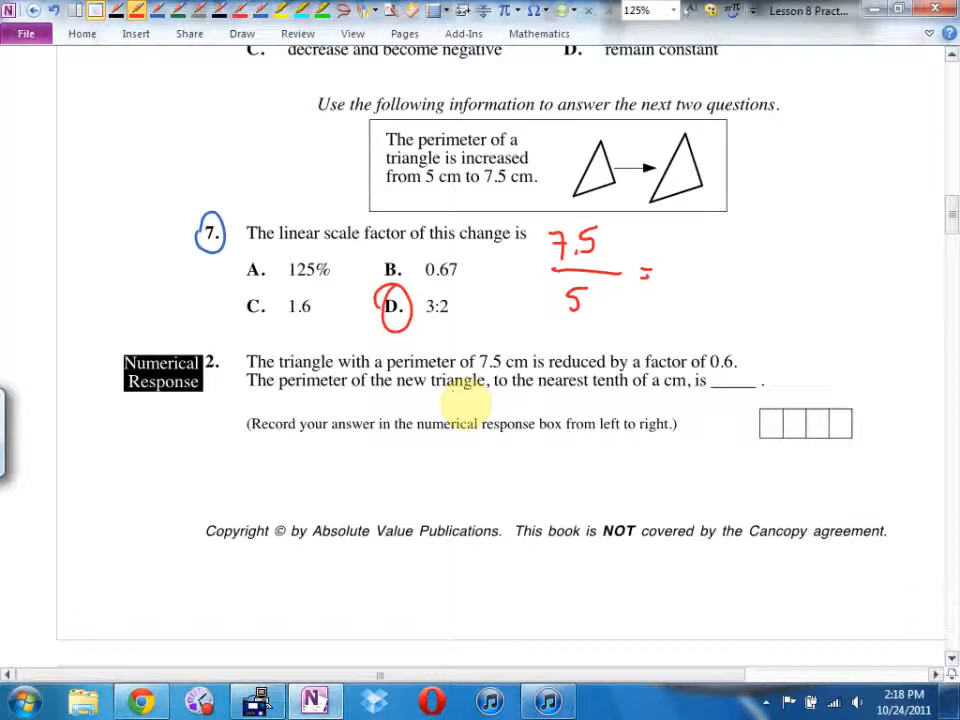 125%
Lesson 8 Pract...
File Home Insert Share Draw View Pages Add-Ins Mathematics
C. decrease and become negative D. remain constant
Use the following information to answer the next two questions.
The perimeter of a
triangle is increased
from 5 cm to 7.5 cm.
7. The linear scale factor of this change is
7.5
5
=
A. 125% B. 0.67
C. 1.6 D. 3:2
Numerical
Response
2. The triangle with a perimeter of 7.5 cm is reduced by a factor of 0.6.
The perimeter of the new triangle, to the nearest tenth of a cm, is _____ .
(Record your answer in the numerical response box from left to right.)
Copyright © by Absolute Value Publications. This book is NOT covered by the Cancopy agreement.
2:18 PM
10/24/2011